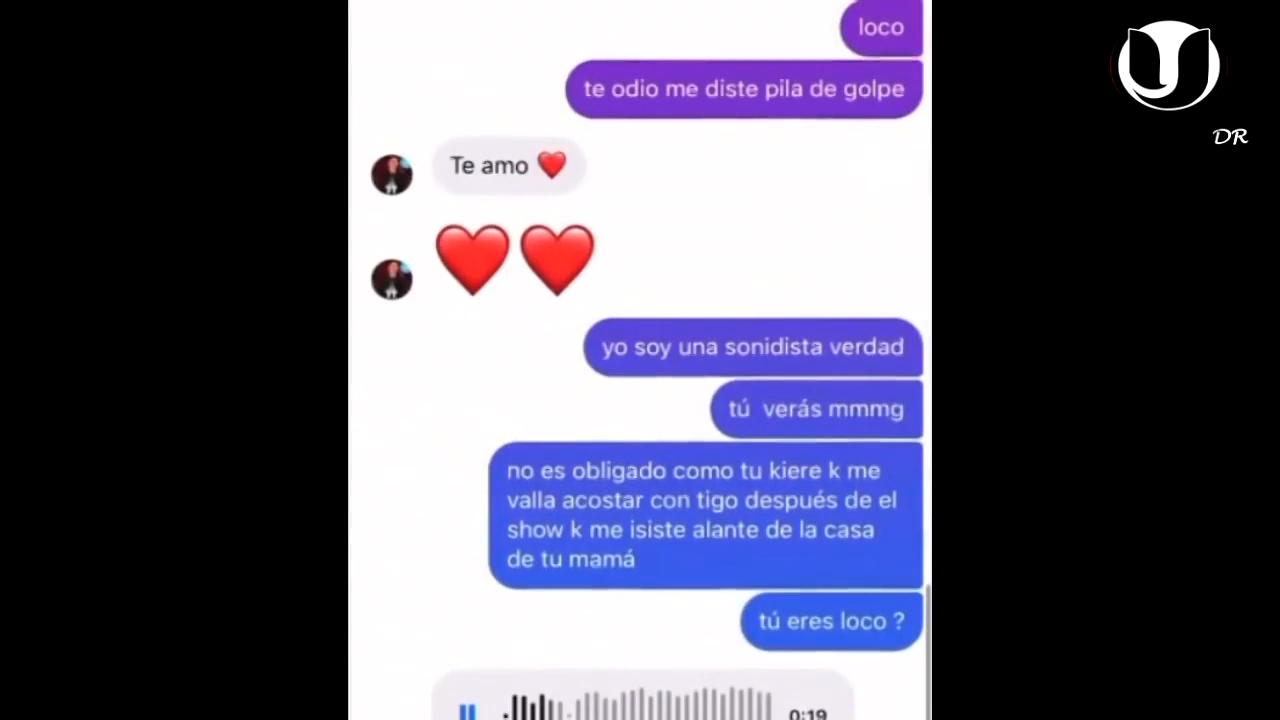 loco
te odio me diste pila de golpe
Te amo ❤️
❤️❤️
yo soy una sonidista verdad
tú verás mmmg
no es obligado como tu kiere k me
valla acostar con tigo después de el
show k me isiste alante de la casa
de tu mamá
tú eres loco ?
0:19
DR